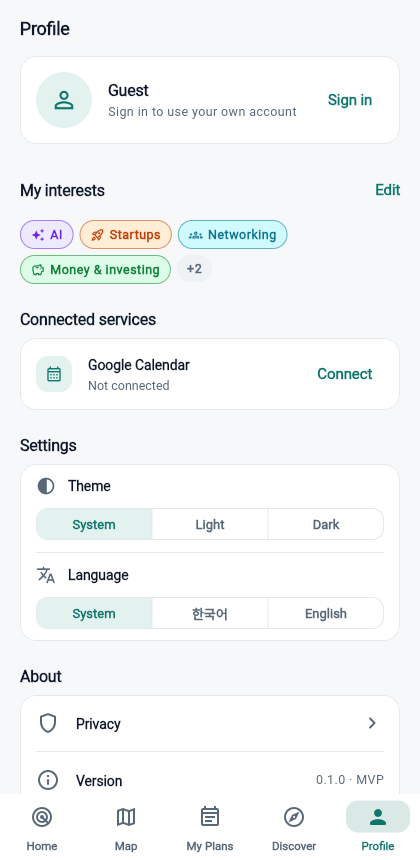 Profile
Guest
Sign in to use your own account
Sign in
My interests
Edit
AI
Startups
Networking
Money & investing
+2
Connected services
Google Calendar
Not connected
Connect
Settings
Theme
System
Light
Dark
Language
System
한국어
English
About
Privacy
Version
0.1.0 · MVP
Home
Map
My Plans
Discover
Profile